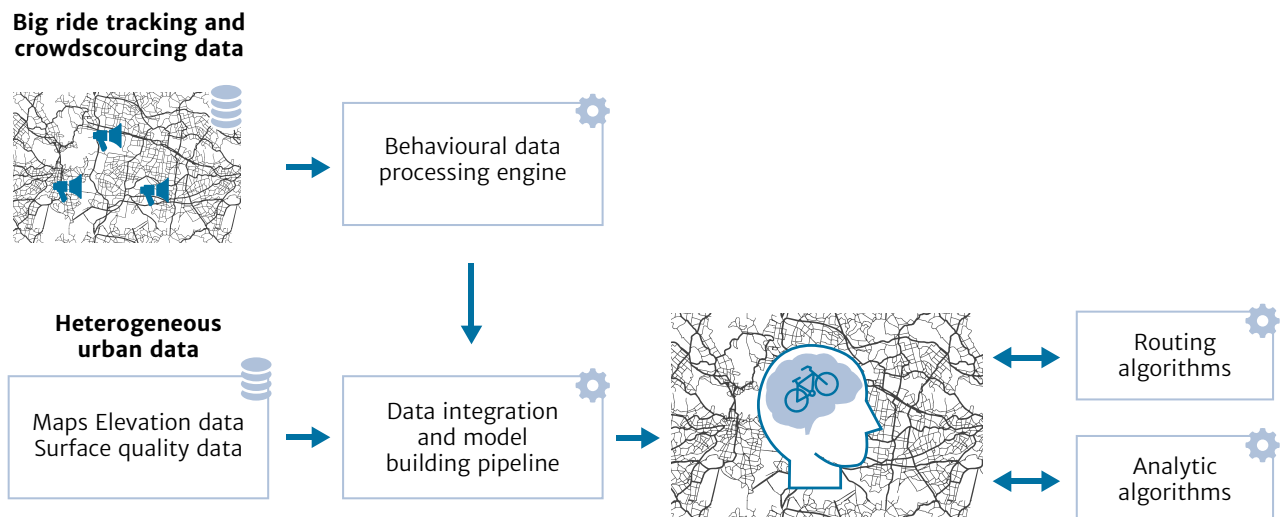 Big ride tracking and
crowdscourcing data
Behavioural data
processing engine
Heterogeneous
urban data
Maps Elevation data
Surface quality data
Data integration
and model
building pipeline
Routing
algorithms
Analytic
algorithms